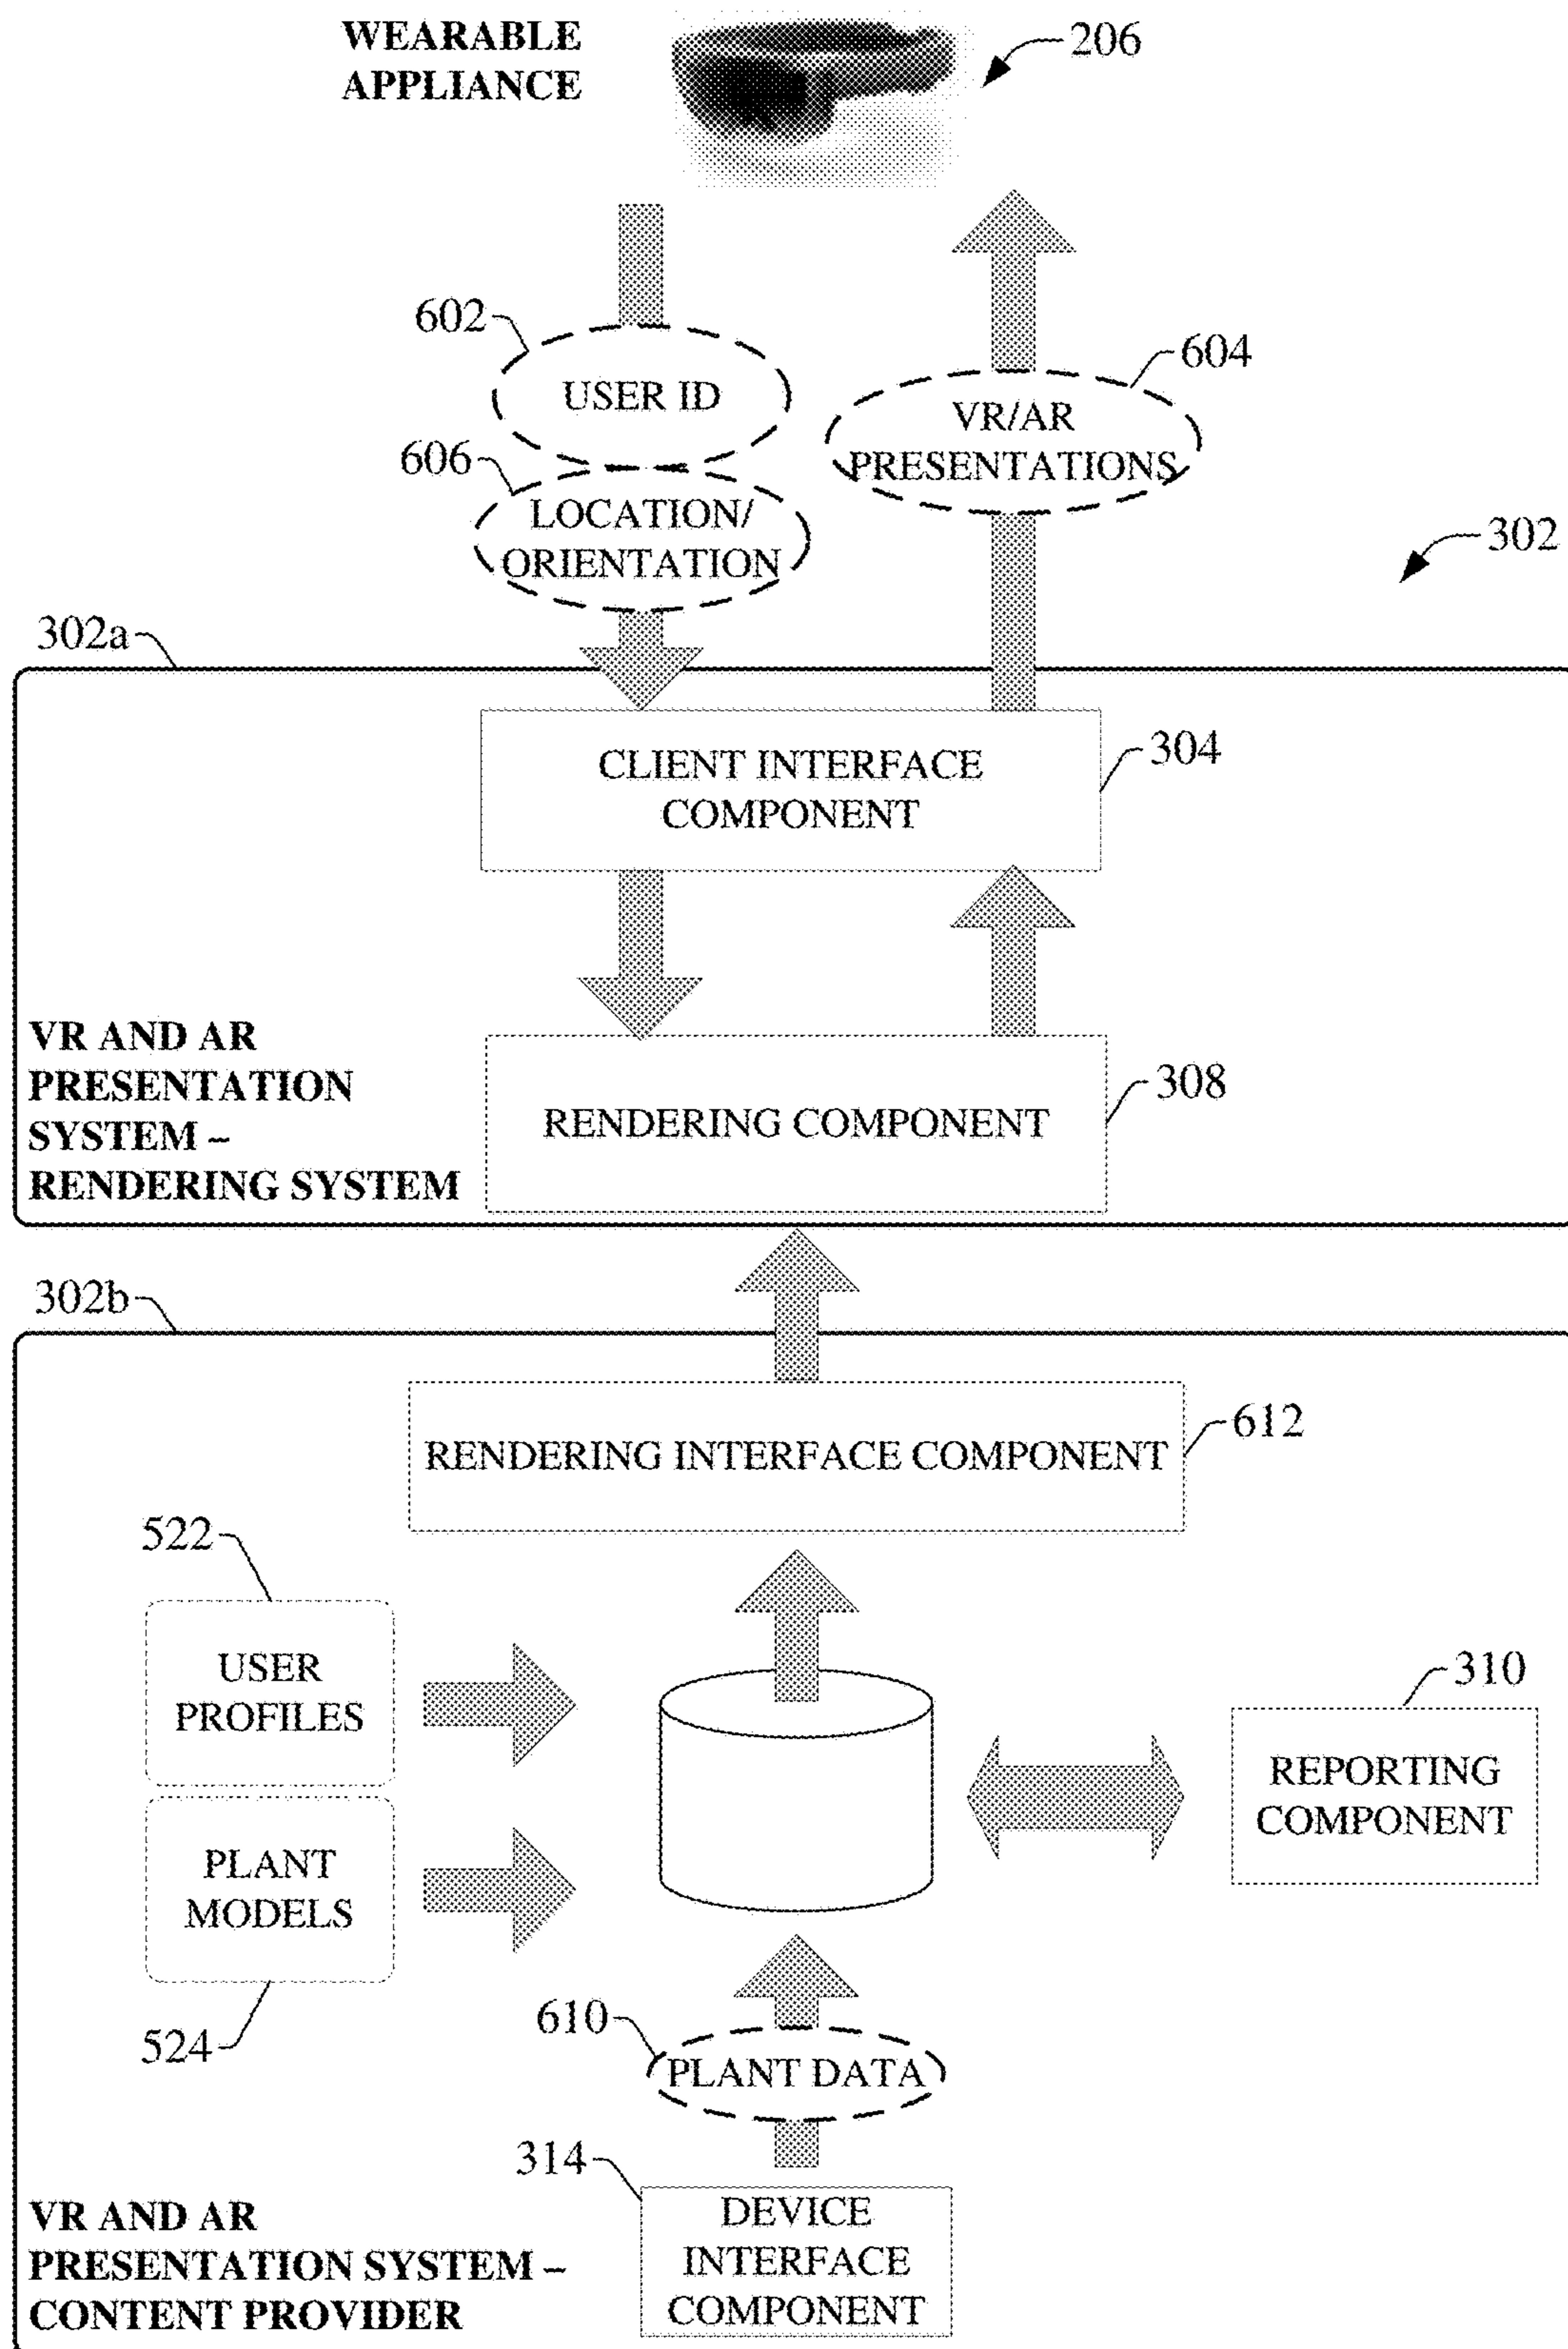 WEARABLE
APPLIANCE
206
602
USER ID
604
VR/AR
PRESENTATIONS
606
LOCATION/
ORIENTATION
302
302a
CLIENT INTERFACE
COMPONENT
304
VR AND AR
PRESENTATION
SYSTEM –
RENDERING SYSTEM
RENDERING COMPONENT
308
302b
RENDERING INTERFACE COMPONENT
612
522
USER
PROFILES
310
REPORTING
COMPONENT
PLANT
MODELS
524
610
PLANT DATA
314
DEVICE
INTERFACE
COMPONENT
VR AND AR
PRESENTATION SYSTEM –
CONTENT PROVIDER